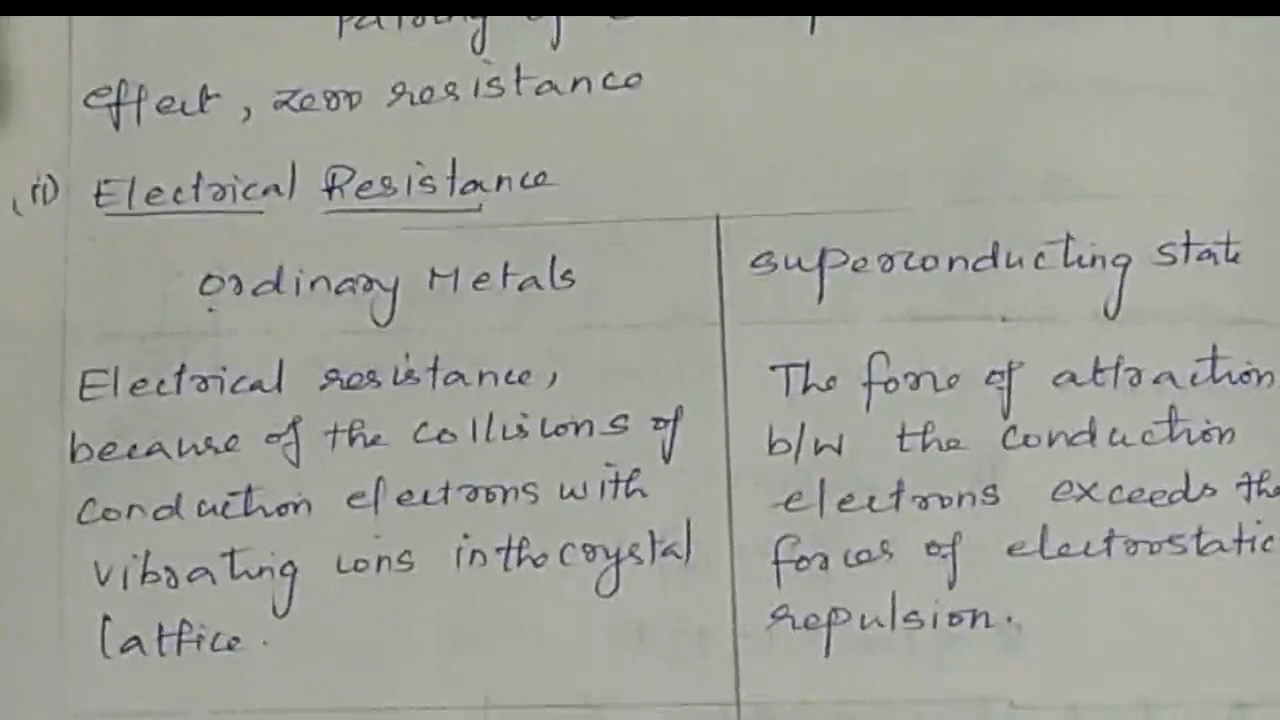 effect, zero resistance
ii) Electrical Resistance
ordinary Metals
Electrical resistance,
because of the collisions of
conduction electrons with
vibrating ions in the crystal
lattice.
superconducting state
The force of attraction
b/w the conduction
electrons exceeds the
forces of electrostatic
repulsion.